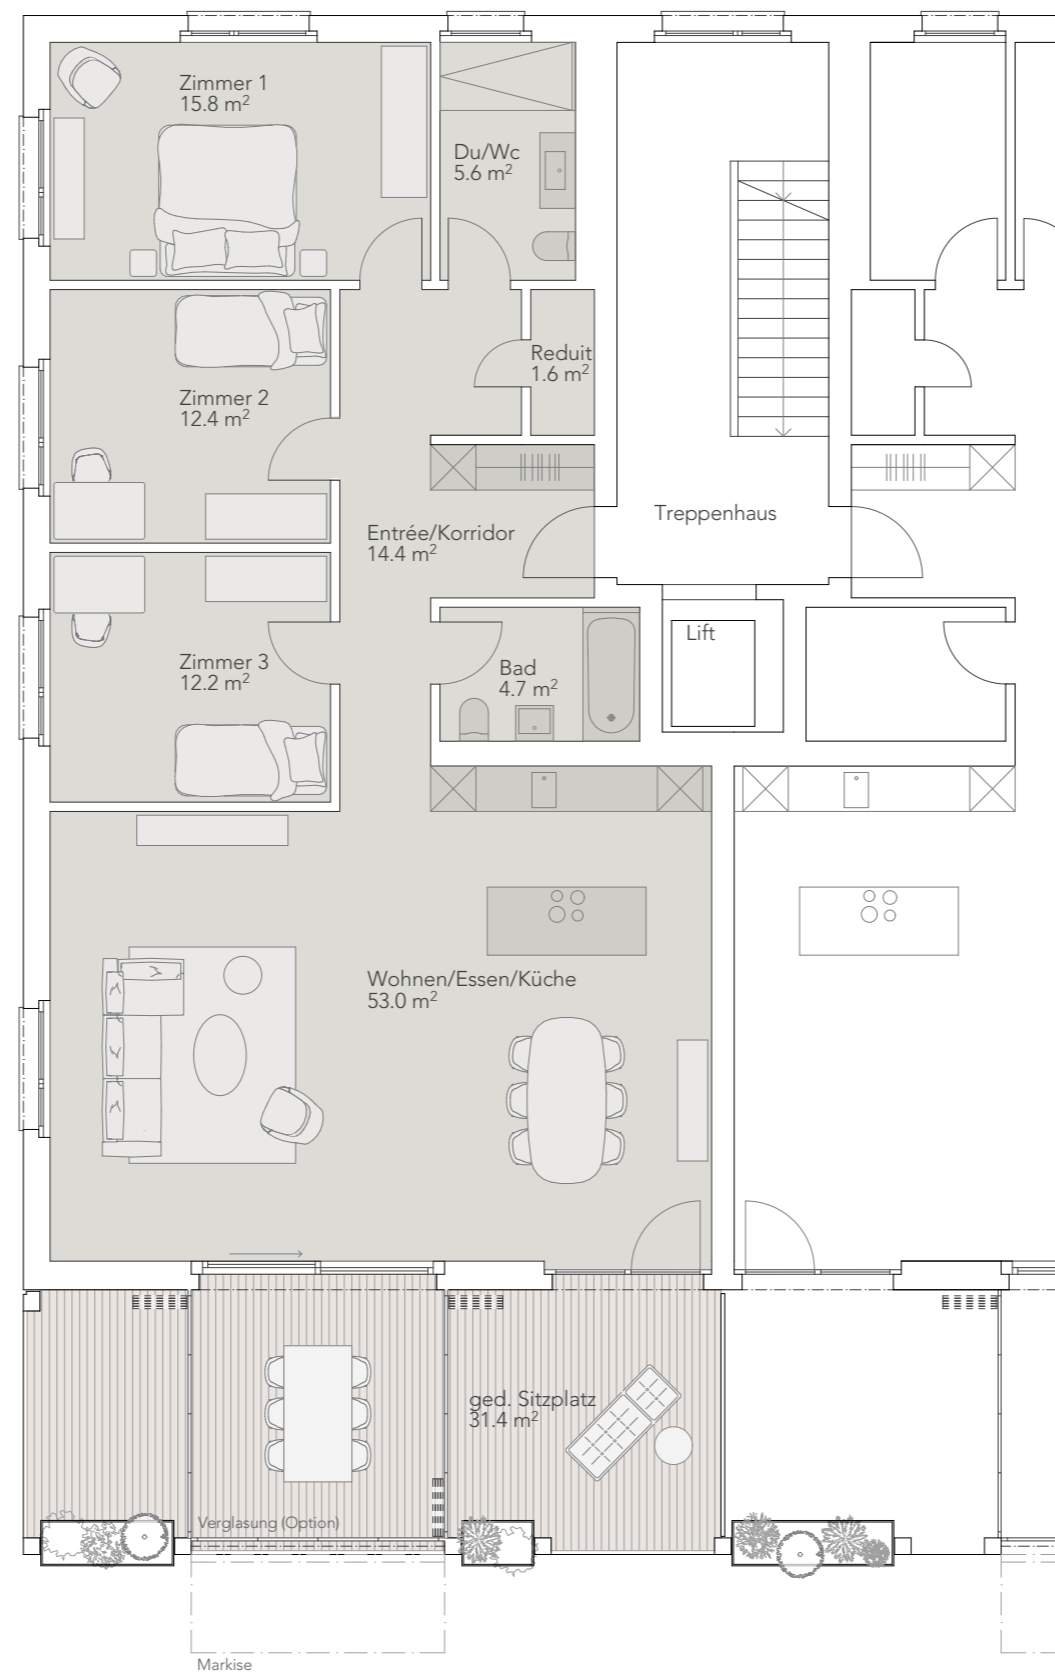 Zimmer 1
15.8 m²
Du/Wc
5.6 m²
Reduit
1.6 m²
Zimmer 2
12.4 m²
Treppenhaus
Entrée/Korridor
14.4 m²
Lift
Zimmer 3
12.2 m²
Bad
4.7 m²
Wohnen/Essen/Küche
53.0 m²
ged. Sitzplatz
31.4 m²
Verglasung (Option)
Markise